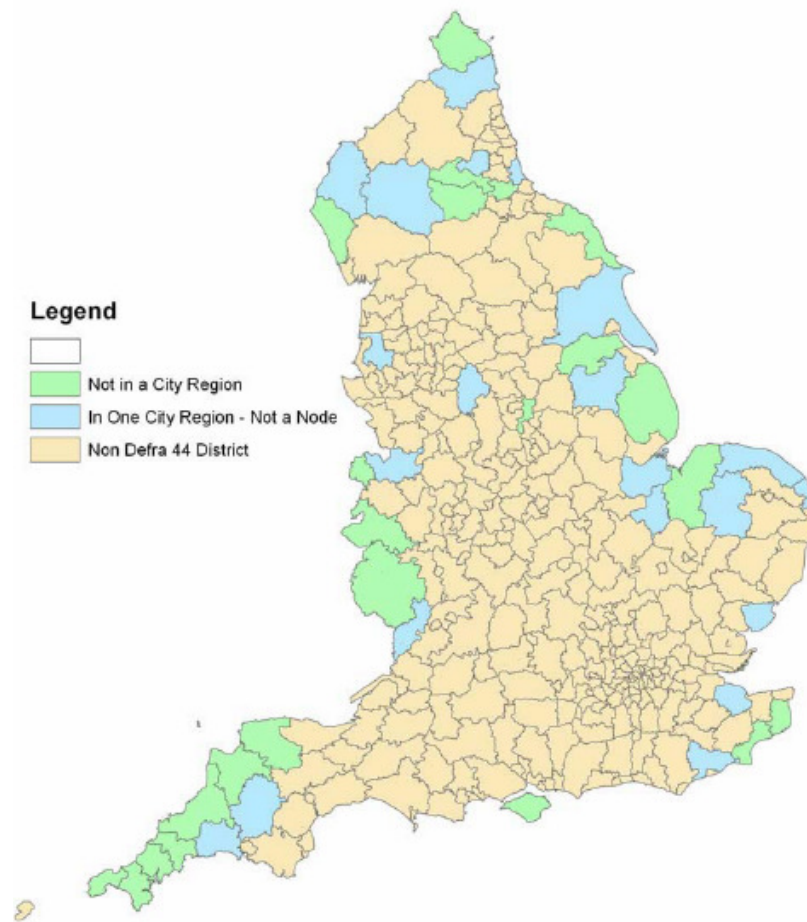 Legend
Not in a City Region
In One City Region - Not a Node
Non Defra 44 District